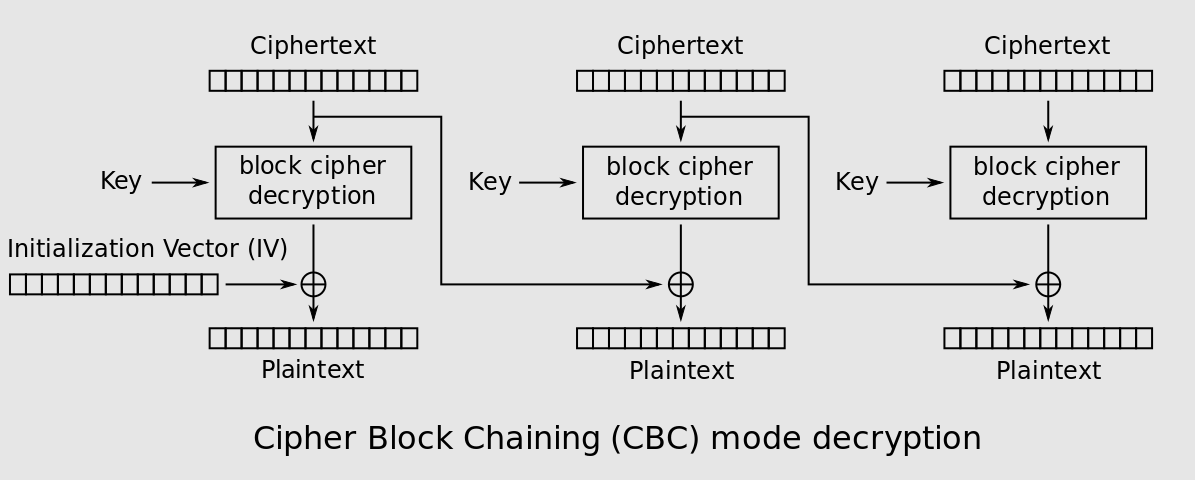 Ciphertext
Ciphertext
Ciphertext
Key
block cipher
decryption
Key
block cipher
decryption
Key
block cipher
decryption
Initialization Vector (IV)
Plaintext
Plaintext
Plaintext
Cipher Block Chaining (CBC) mode decryption